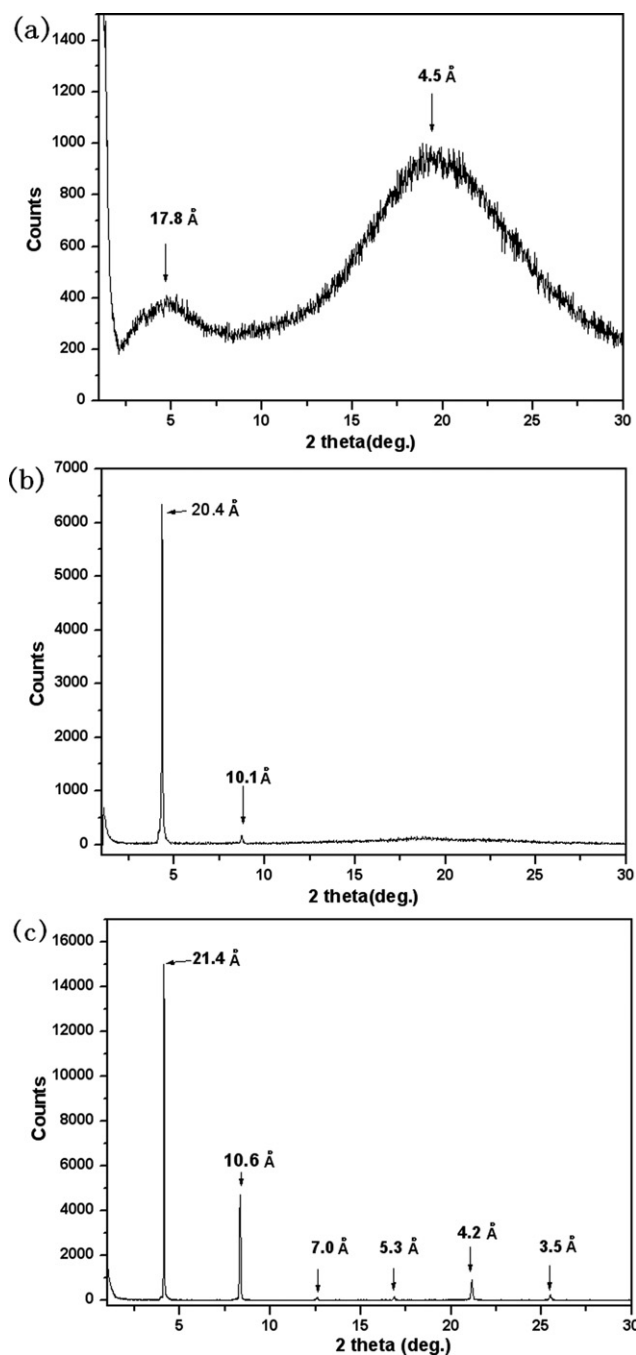 (a)
1400
1200
1000
800
600
400
200
0
Counts
17.8 Å
4.5 Å
5 10 15 20 25 30
2 theta(deg.)
(b)
7000
6000
5000
4000
3000
2000
1000
0
Counts
20.4 Å
10.1 Å
5 10 15 20 25 30
2 theta(deg.)
(c)
16000
14000
12000
10000
8000
6000
4000
2000
0
Counts
21.4 Å
10.6 Å
7.0 Å 5.3 Å 4.2 Å 3.5 Å
5 10 15 20 25 30
2 theta (deg.)